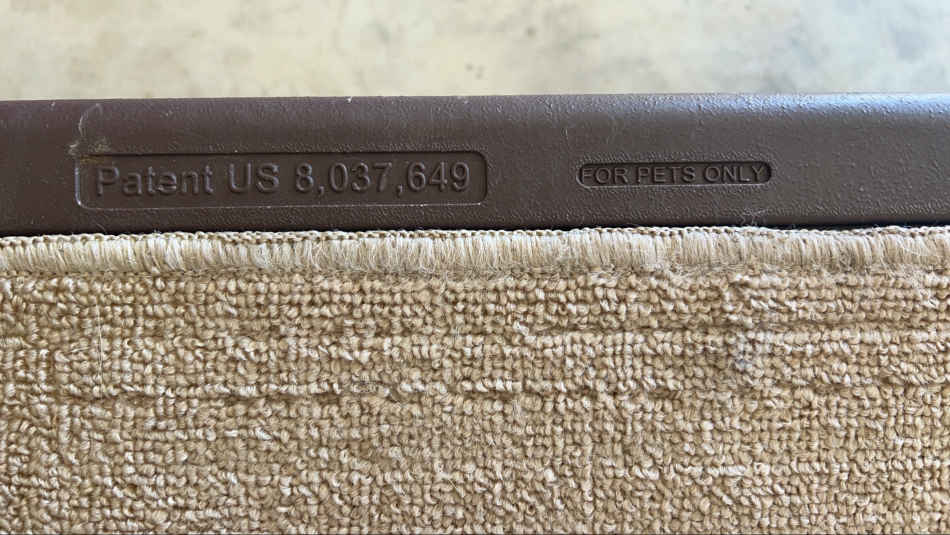 Patent US 8,037,649
FOR PETS ONLY